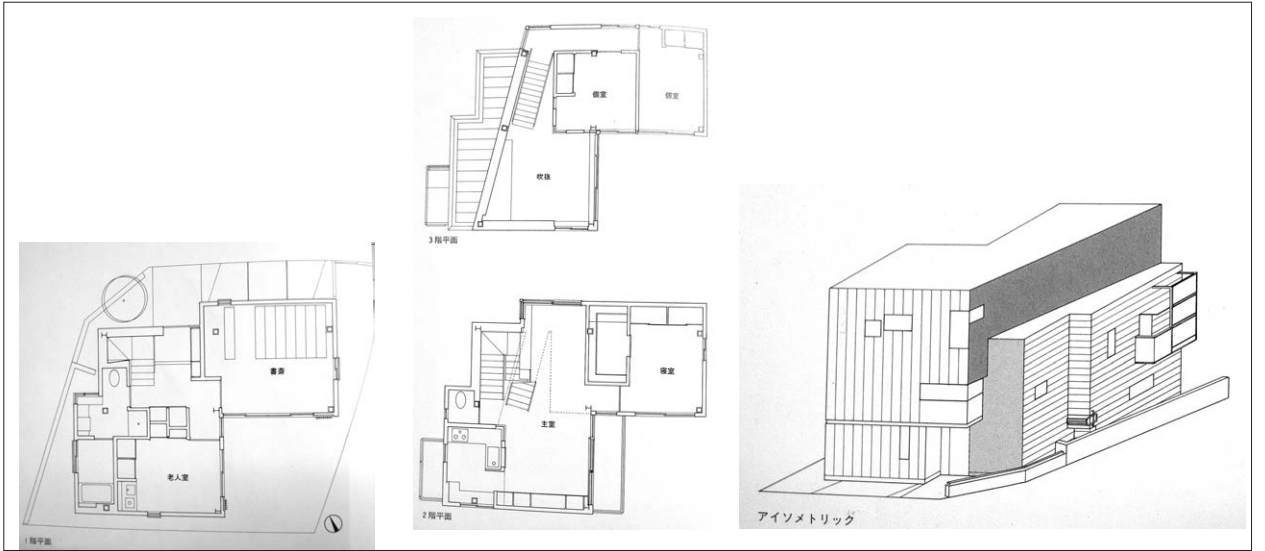 書斎
老人室
1階平面
個室
個室
吹抜
3階平面
寝室
主室
2階平面
アイソメトリック